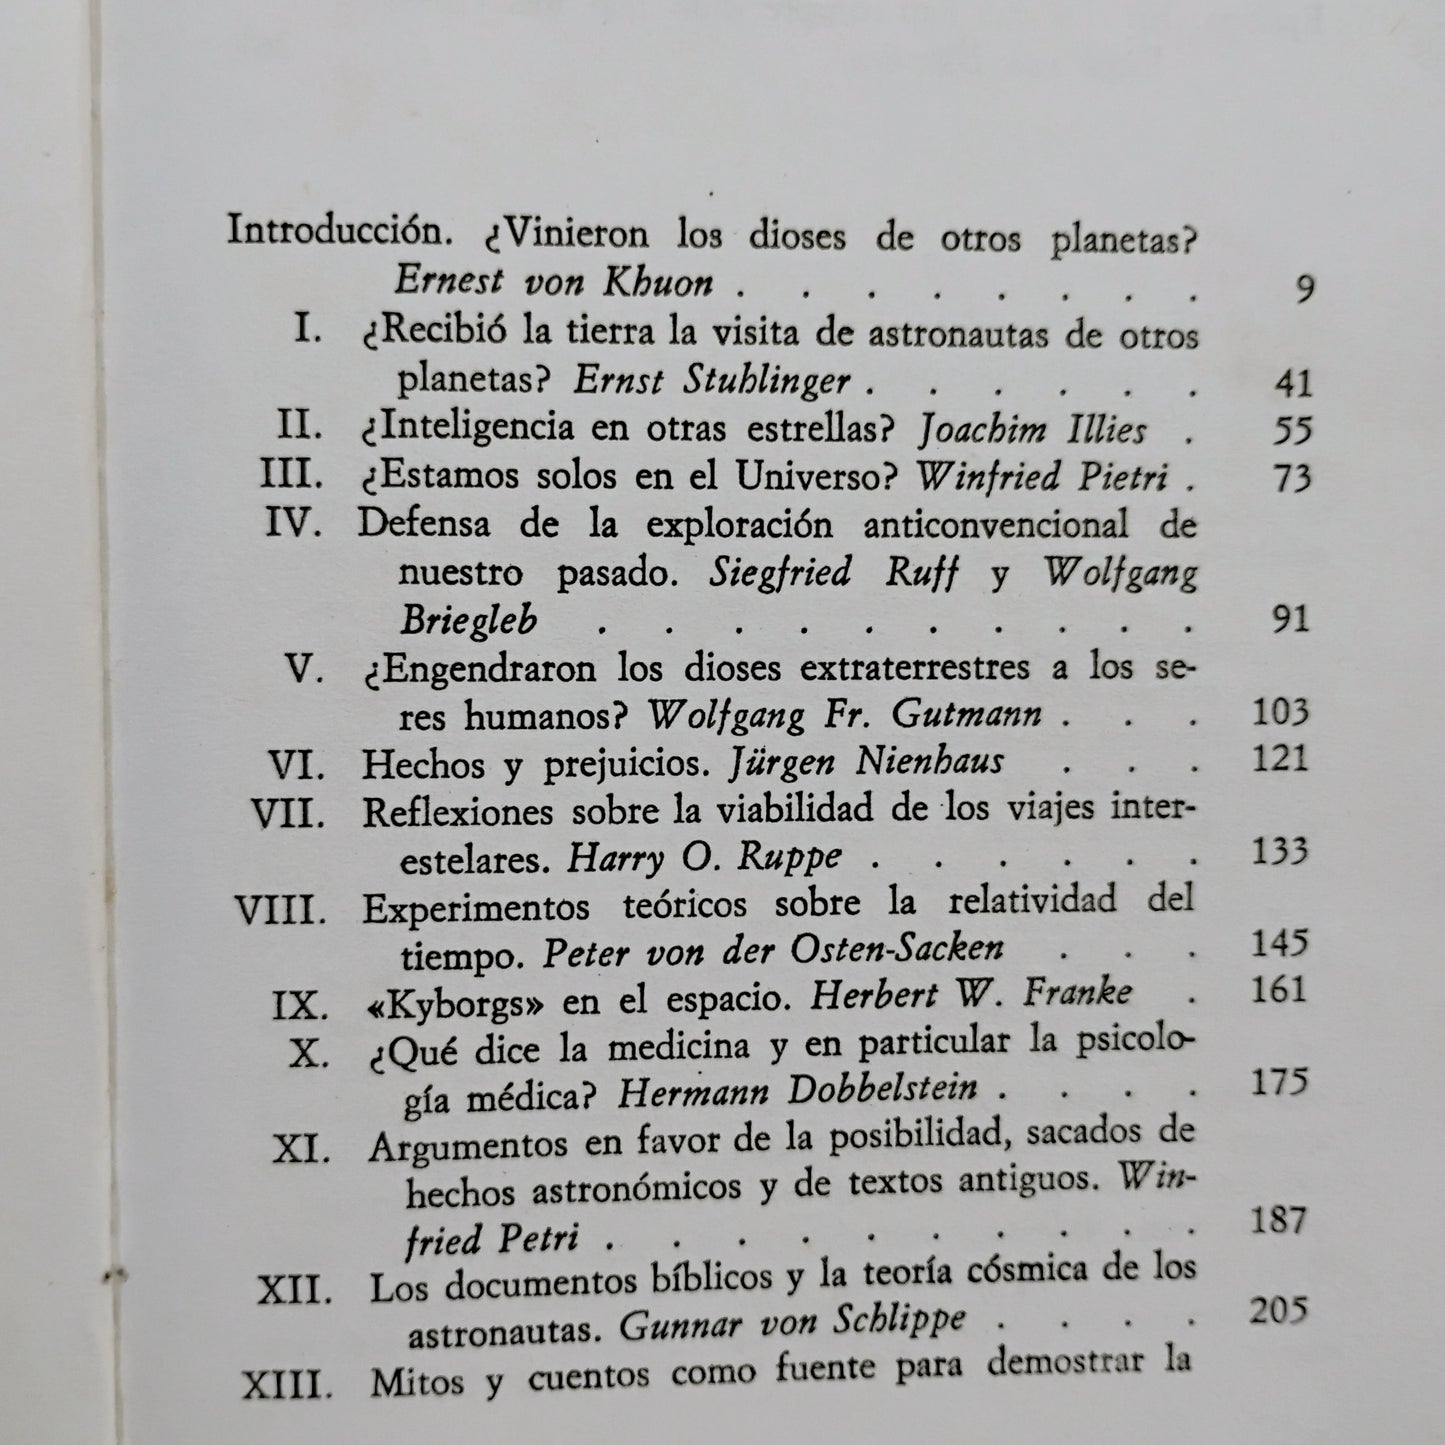 Introducción. ¿Vinieron los dioses de otros planetas?
Ernest von Khuon . . . . . . . . 9
I. ¿Recibió la tierra la visita de astronautas de otros
planetas? Ernst Stuhlinger . . . . . . 41
II. ¿Inteligencia en otras estrellas? Joachim Illies . 55
III. ¿Estamos solos en el Universo? Winfried Pietri . 73
IV. Defensa de la exploración anticonvencional de
nuestro pasado. Siegfried Ruff y Wolfgang
Briegleb . . . . . . . . . . 91
V. ¿Engendraron los dioses extraterrestres a los se-
res humanos? Wolfgang Fr. Gutmann . . . 103
VI. Hechos y prejuicios. Jürgen Nienhaus . . . 121
VII. Reflexiones sobre la viabilidad de los viajes inter-
estelares. Harry O. Ruppe . . . . . . 133
VIII. Experimentos teóricos sobre la relatividad del
tiempo. Peter von der Osten-Sacken . . . 145
IX. «Kyborgs» en el espacio. Herbert W. Franke . 161
X. ¿Qué dice la medicina y en particular la psicolo-
gía médica? Hermann Dobbelstein . . . . 175
XI. Argumentos en favor de la posibilidad, sacados de
hechos astronómicos y de textos antiguos. Win-
fried Petri . . . . . . . . . . 187
XII. Los documentos bíblicos y la teoría cósmica de los
astronautas. Gunnar von Schlippe . . . . 205
XIII. Mitos y cuentos como fuente para demostrar la